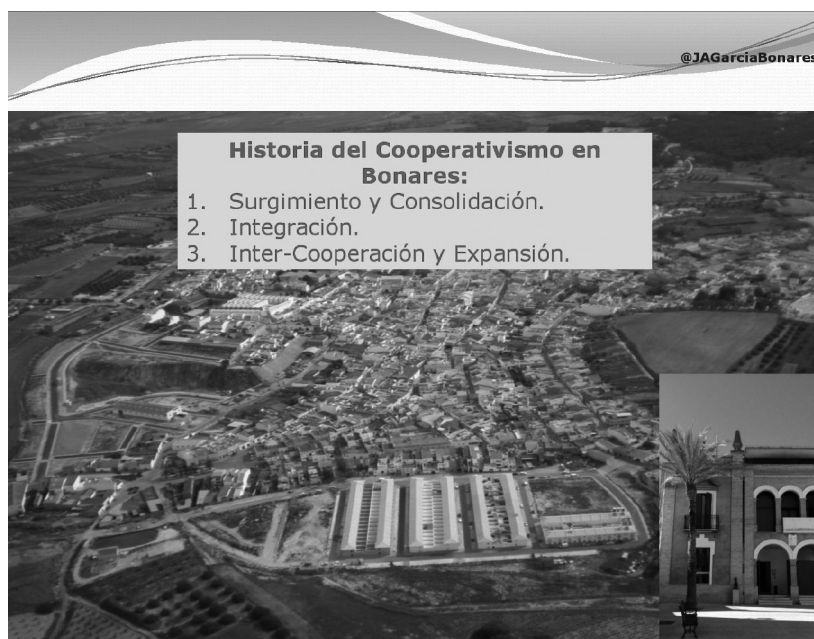 @JAGarciaBonares
Historia del Cooperativismo en
Bonares:
1. Surgimiento y Consolidación.
2. Integración.
3. Inter-Cooperación y Expansión.